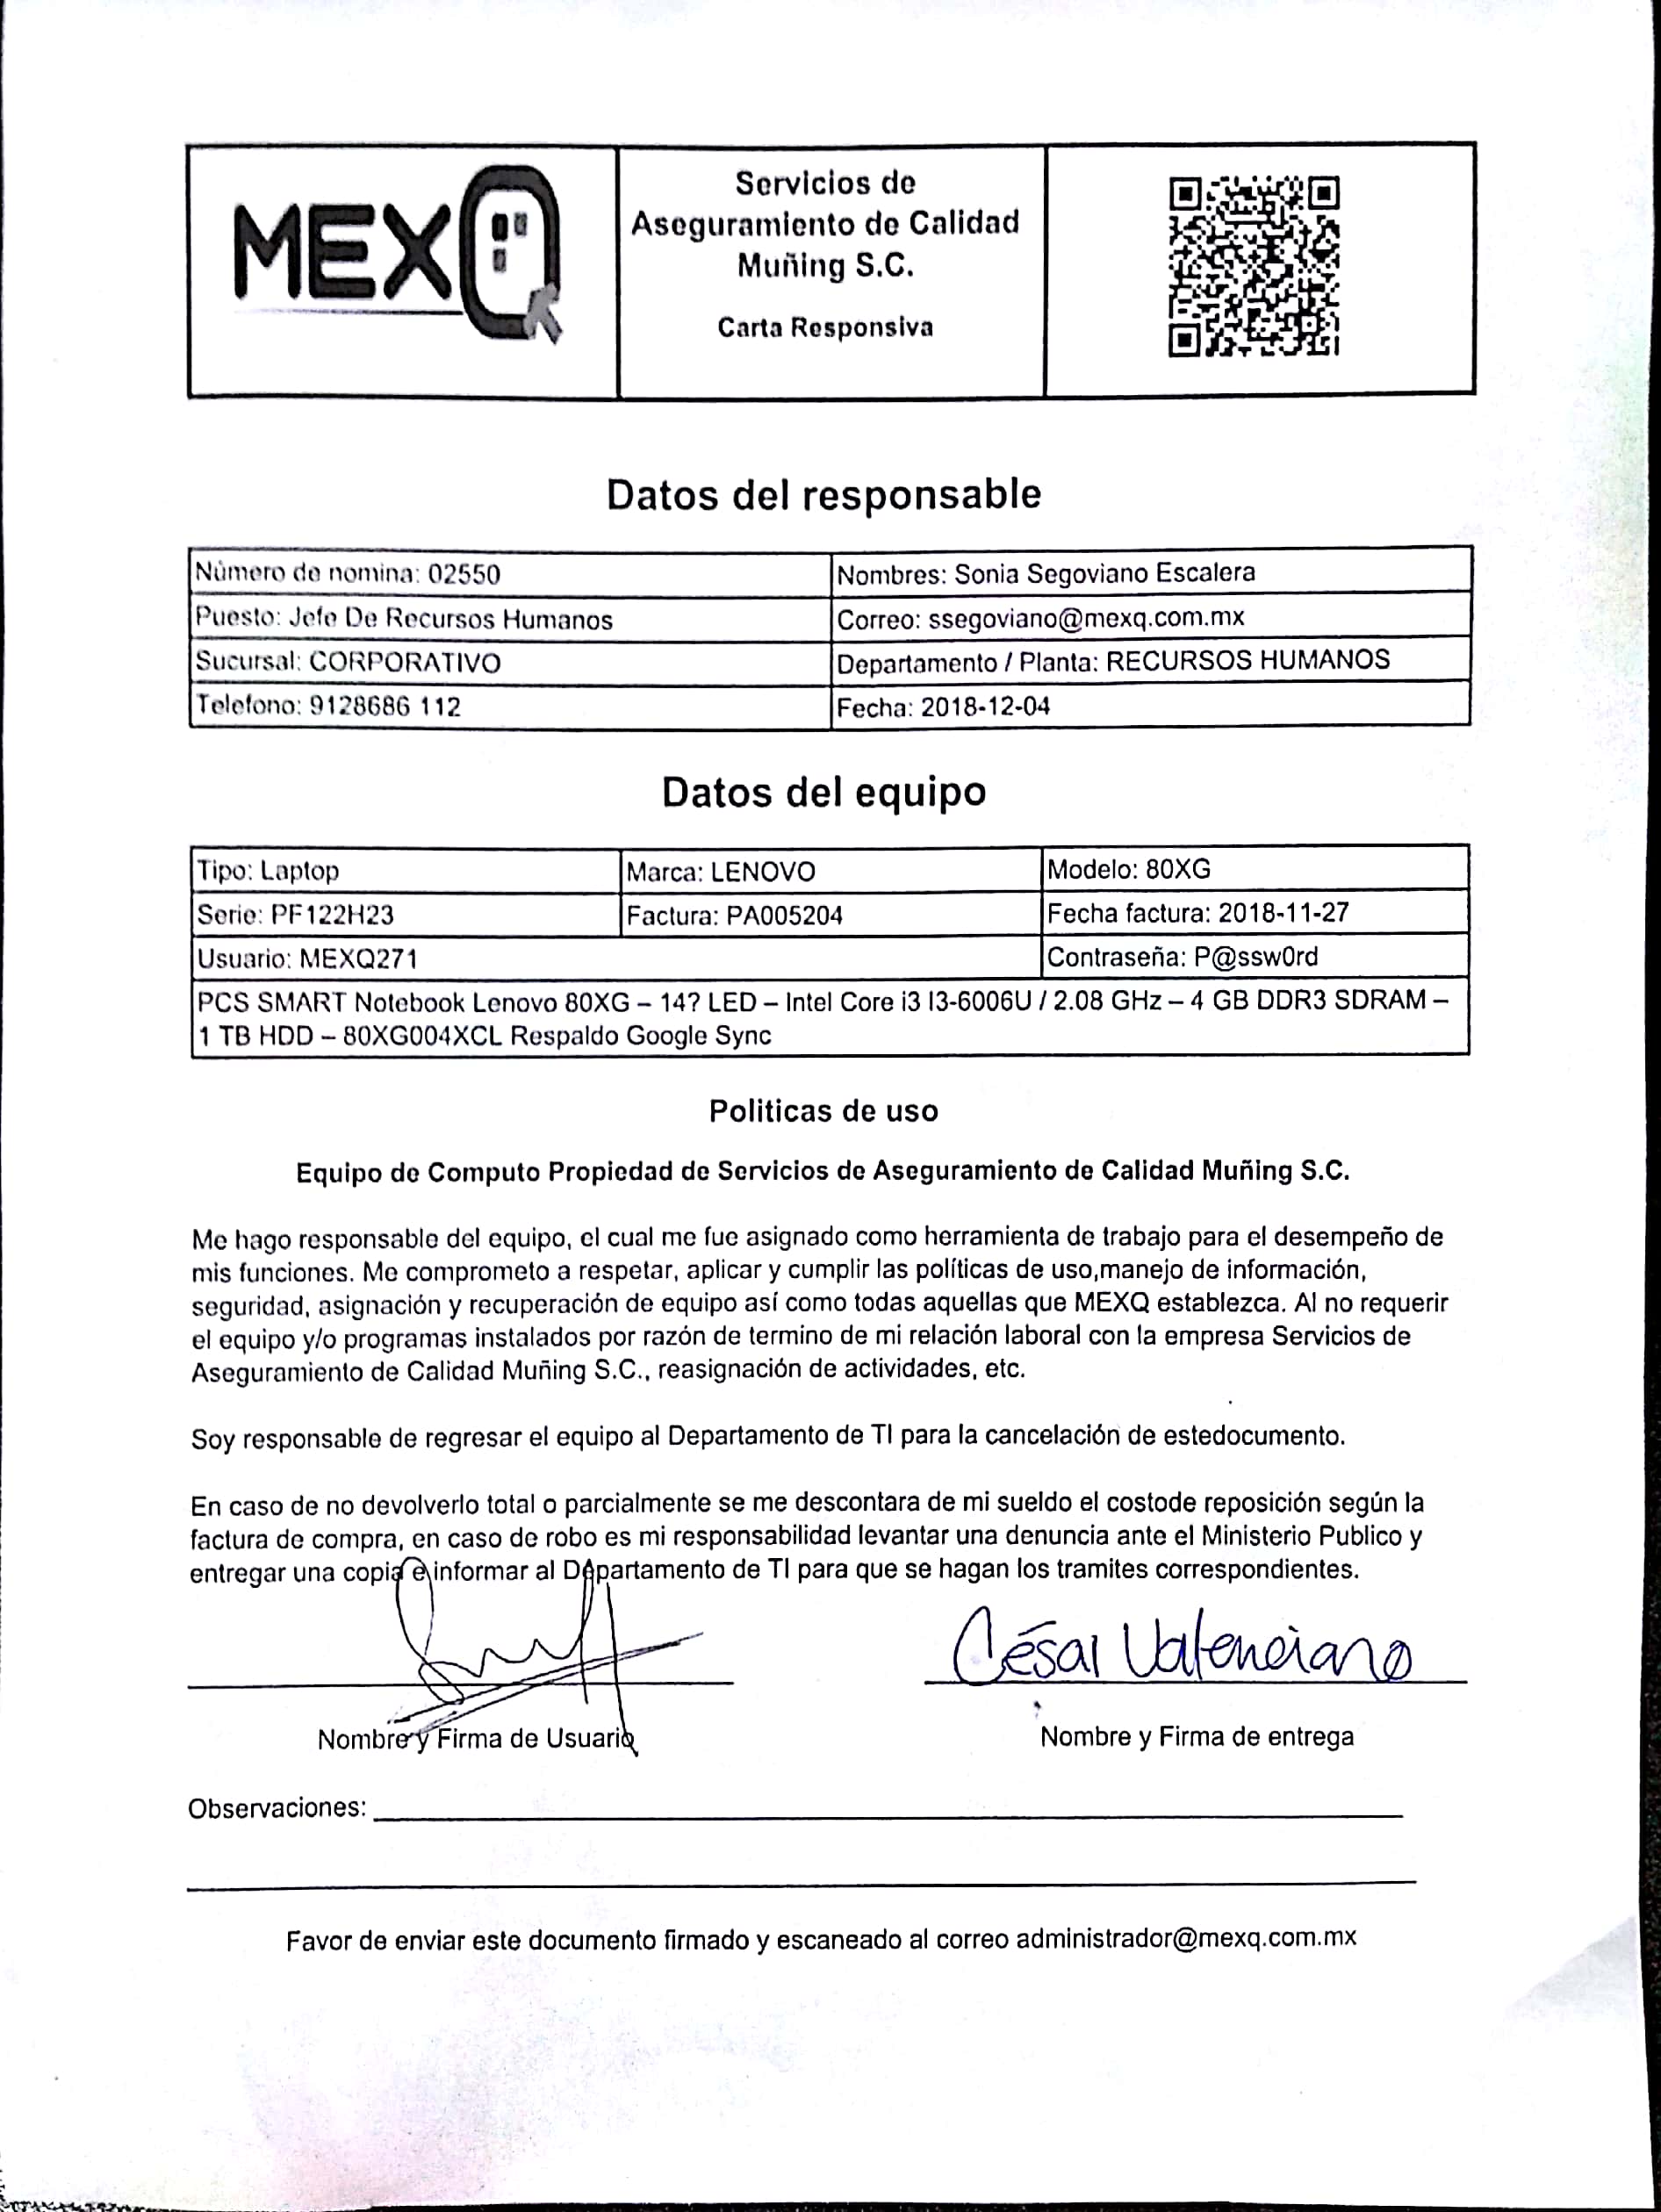 MEXQ
Servicios de
Aseguramiento de Calidad
Muñing S.C.
Carta Responsiva
Datos del responsable
Número de nomina: 02550
Nombres: Sonia Segoviano Escalera
Puesto: Jefe De Recursos Humanos
Correo: ssegoviano@mexq.com.mx
Sucursal: CORPORATIVO
Departamento / Planta: RECURSOS HUMANOS
Telefono: 9128686 112
Fecha: 2018-12-04
Datos del equipo
Tipo: Laptop
Marca: LENOVO
Modelo: 80XG
Serie: PF122H23
Factura: PA005204
Fecha factura: 2018-11-27
Usuario: MEXQ271
Contraseña: P@ssw0rd
PCS SMART Notebook Lenovo 80XG – 14? LED – Intel Core i3 I3-6006U / 2.08 GHz – 4 GB DDR3 SDRAM –
1 TB HDD – 80XG004XCL Respaldo Google Sync
Politicas de uso
Equipo de Computo Propiedad de Servicios de Aseguramiento de Calidad Muñing S.C.
Me hago responsable del equipo, el cual me fue asignado como herramienta de trabajo para el desempeño de
mis funciones. Me comprometo a respetar, aplicar y cumplir las políticas de uso,manejo de información,
seguridad, asignación y recuperación de equipo así como todas aquellas que MEXQ establezca. Al no requerir
el equipo y/o programas instalados por razón de termino de mi relación laboral con la empresa Servicios de
Aseguramiento de Calidad Muñing S.C., reasignación de actividades, etc.
Soy responsable de regresar el equipo al Departamento de TI para la cancelación de estedocumento.
En caso de no devolverlo total o parcialmente se me descontara de mi sueldo el costode reposición según la
factura de compra, en caso de robo es mi responsabilidad levantar una denuncia ante el Ministerio Publico y
entregar una copia e informar al Departamento de TI para que se hagan los tramites correspondientes.
César Valenciano
Nombre y Firma de Usuario
Nombre y Firma de entrega
Observaciones:
Favor de enviar este documento firmado y escaneado al correo administrador@mexq.com.mx